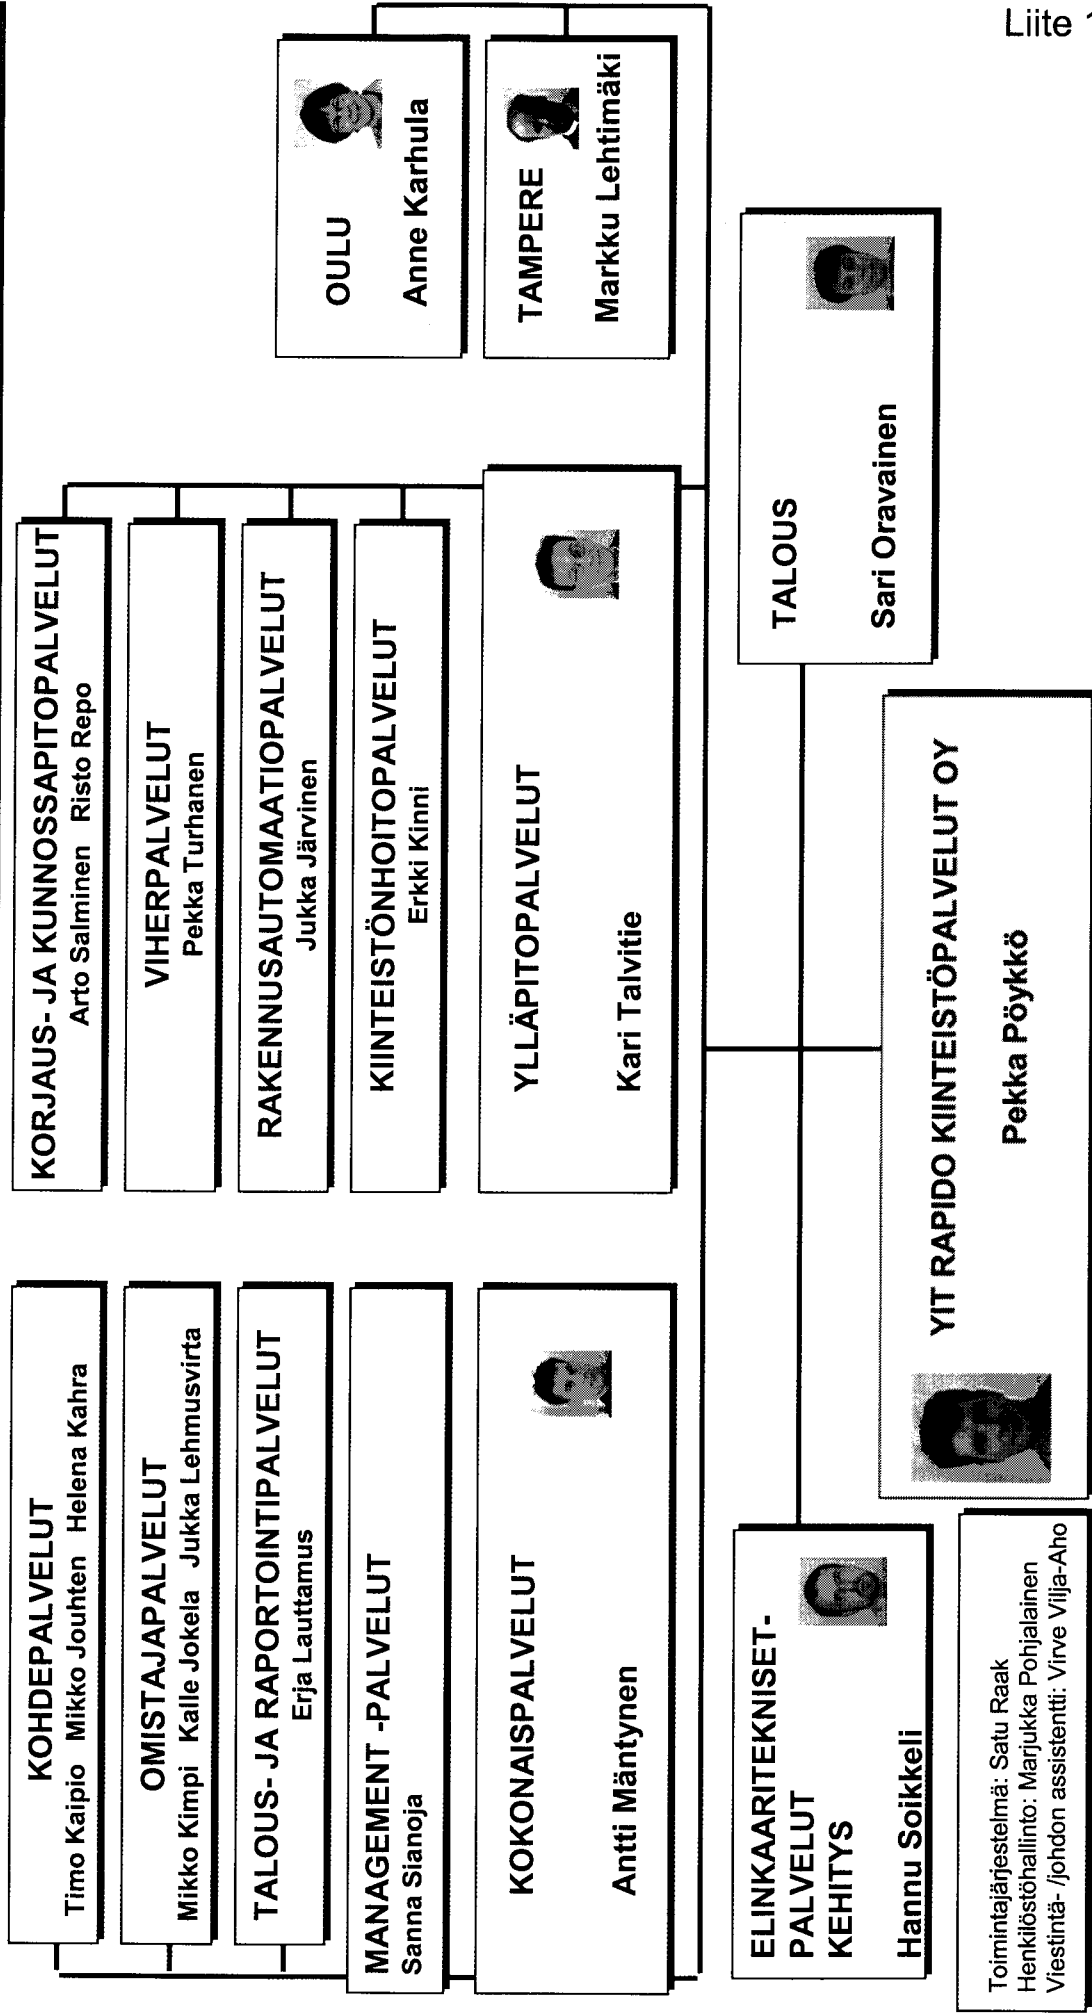 Liite 1
KOHDEPALVELUT
Timo Kaipio Mikko Jouhten Helena Kahra
OMISTAJAPALVELUT
Mikko Kimpi Kalle Jokela Jukka Lehmusvirta
TALOUS- JA RAPORTOINTIPALVELUT
Erja Lauttamus
MANAGEMENT -PALVELUT
Sanna Sianoja
KOKONAISPALVELUT
Antti Mäntynen
KORJAUS- JA KUNNOSSAPITOPALVELUT
Arto Salminen Risto Repo
VIHERPALVELUT
Pekka Turhanen
RAKENNUSAUTOMAATIOPALVELUT
Jukka Järvinen
KIINTEISTÖNHOITOPALVELUT
Erkki Kinni
YLLÄPITOPALVELUT
Kari Talvitie
OULU
Anne Karhula
TAMPERE
Markku Lehtimäki
ELINKAARITEKNISET-
PALVELUT
KEHITYS
Hannu Soikkeli
TALOUS
Sari Oravainen
YIT RAPIDO KIINTEISTÖPALVELUT OY
Pekka Pöykkö
Toimintajärjestelmä: Satu Raak
Henkilöstöhallinto: Marjukka Pohjalainen
Viestintä- /johdon assistentti: Virve Vilja-Aho